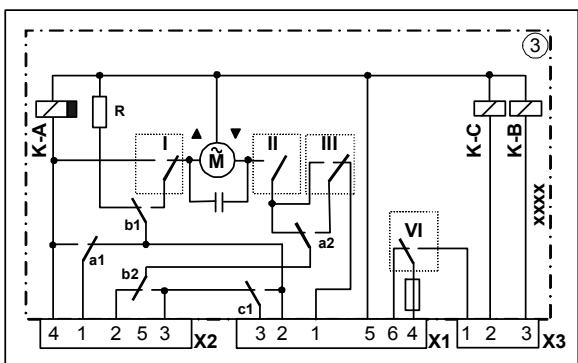 3
K-A
R
I
II
III
K-C
K-B
M
~
b1
a1
a2
b2
c1
VI
xxxx
4 1 2 5 3 X2 3 2 1 5 6 4 X1 1 2 3 X3